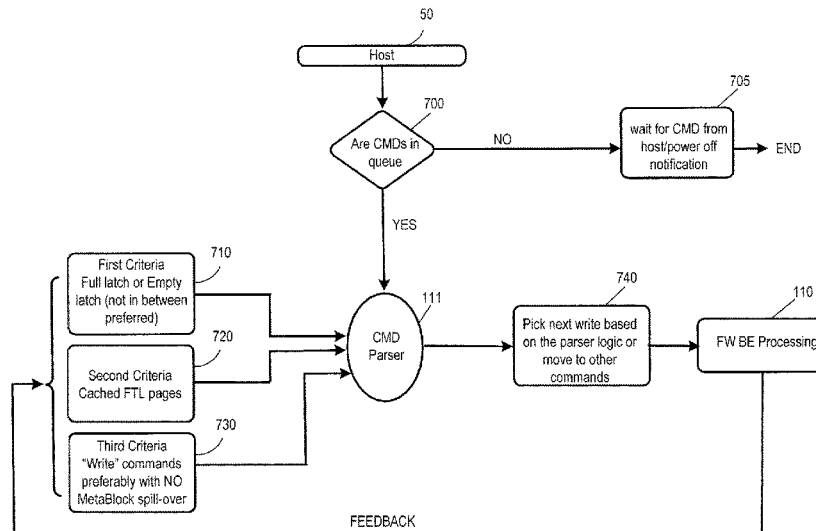 50
Host
700
Are CMDs in
queue
NO
705
wait for CMD from
host/power off
notification
END
YES
710
First Criteria
Full latch or Empty
latch (not in between
preferred)
720
Second Criteria
Cached FTL pages
730
Third Criteria
"Write" commands
preferably with NO
MetaBlock spill-over
111
CMD
Parser
740
Pick next write based
on the parser logic or
move to other
commands
110
FW BE Processing
FEEDBACK